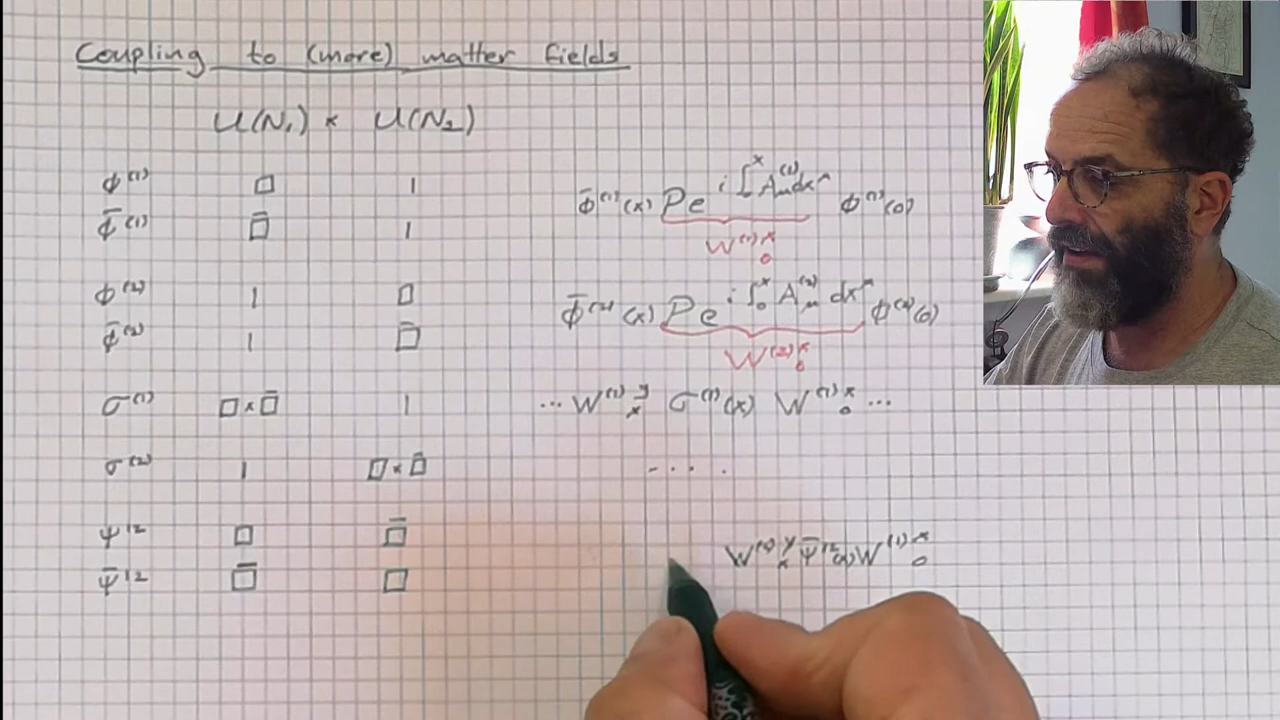 Coupling to (more) matter fields
U(N₁) × U(N₂)
ϕ⁽¹⁾ □ 1 ϕ̄⁽¹⁾(x) P e^{i∫₀^x A_μ^{(1)} dx^μ} ϕ⁽¹⁾(0)
ϕ̄⁽¹⁾ □̄ 1 W⁽¹⁾ ˣ₀
ϕ⁽²⁾ 1 □ ϕ̄⁽²⁾(x) P e^{i∫₀^x A_μ^{(2)} dx^μ} ϕ⁽²⁾(0)
ϕ̄⁽²⁾ 1 □̄ W⁽²⁾ ˣ₀
σ⁽¹⁾ □×□̄ 1 ... W⁽¹⁾ ʸₓ σ⁽¹⁾(x) W⁽¹⁾ ˣ₀ ...
σ⁽²⁾ 1 □×□̄ ....
ψ¹² □ □̄ ʸₓ ψ̄¹²(x) W⁽¹⁾ ˣ₀
ψ̄¹² □̄ □